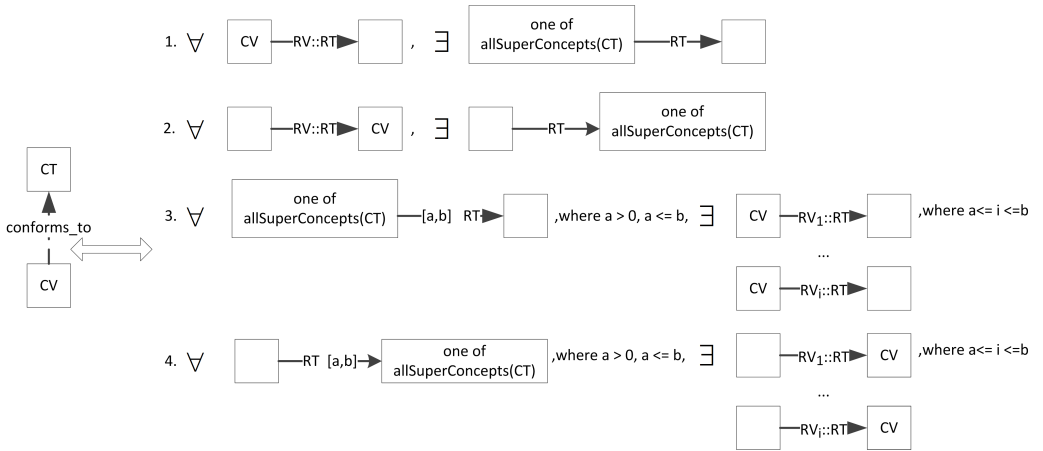 CT
conforms_to
CV
1. ∀ CV RV::RT , ∃ one of allSuperConcepts(CT) RT
2. ∀ RV::RT CV , ∃ RT one of allSuperConcepts(CT)
3. ∀ one of allSuperConcepts(CT) [a,b] RT ,where a > 0, a <= b, ∃ CV RV1::RT ,where a<= i <=b
...
CV RVi::RT
4. ∀ RT [a,b] one of allSuperConcepts(CT) ,where a > 0, a <= b, ∃ RV1::RT CV ,where a<= i <=b
...
RVi::RT CV